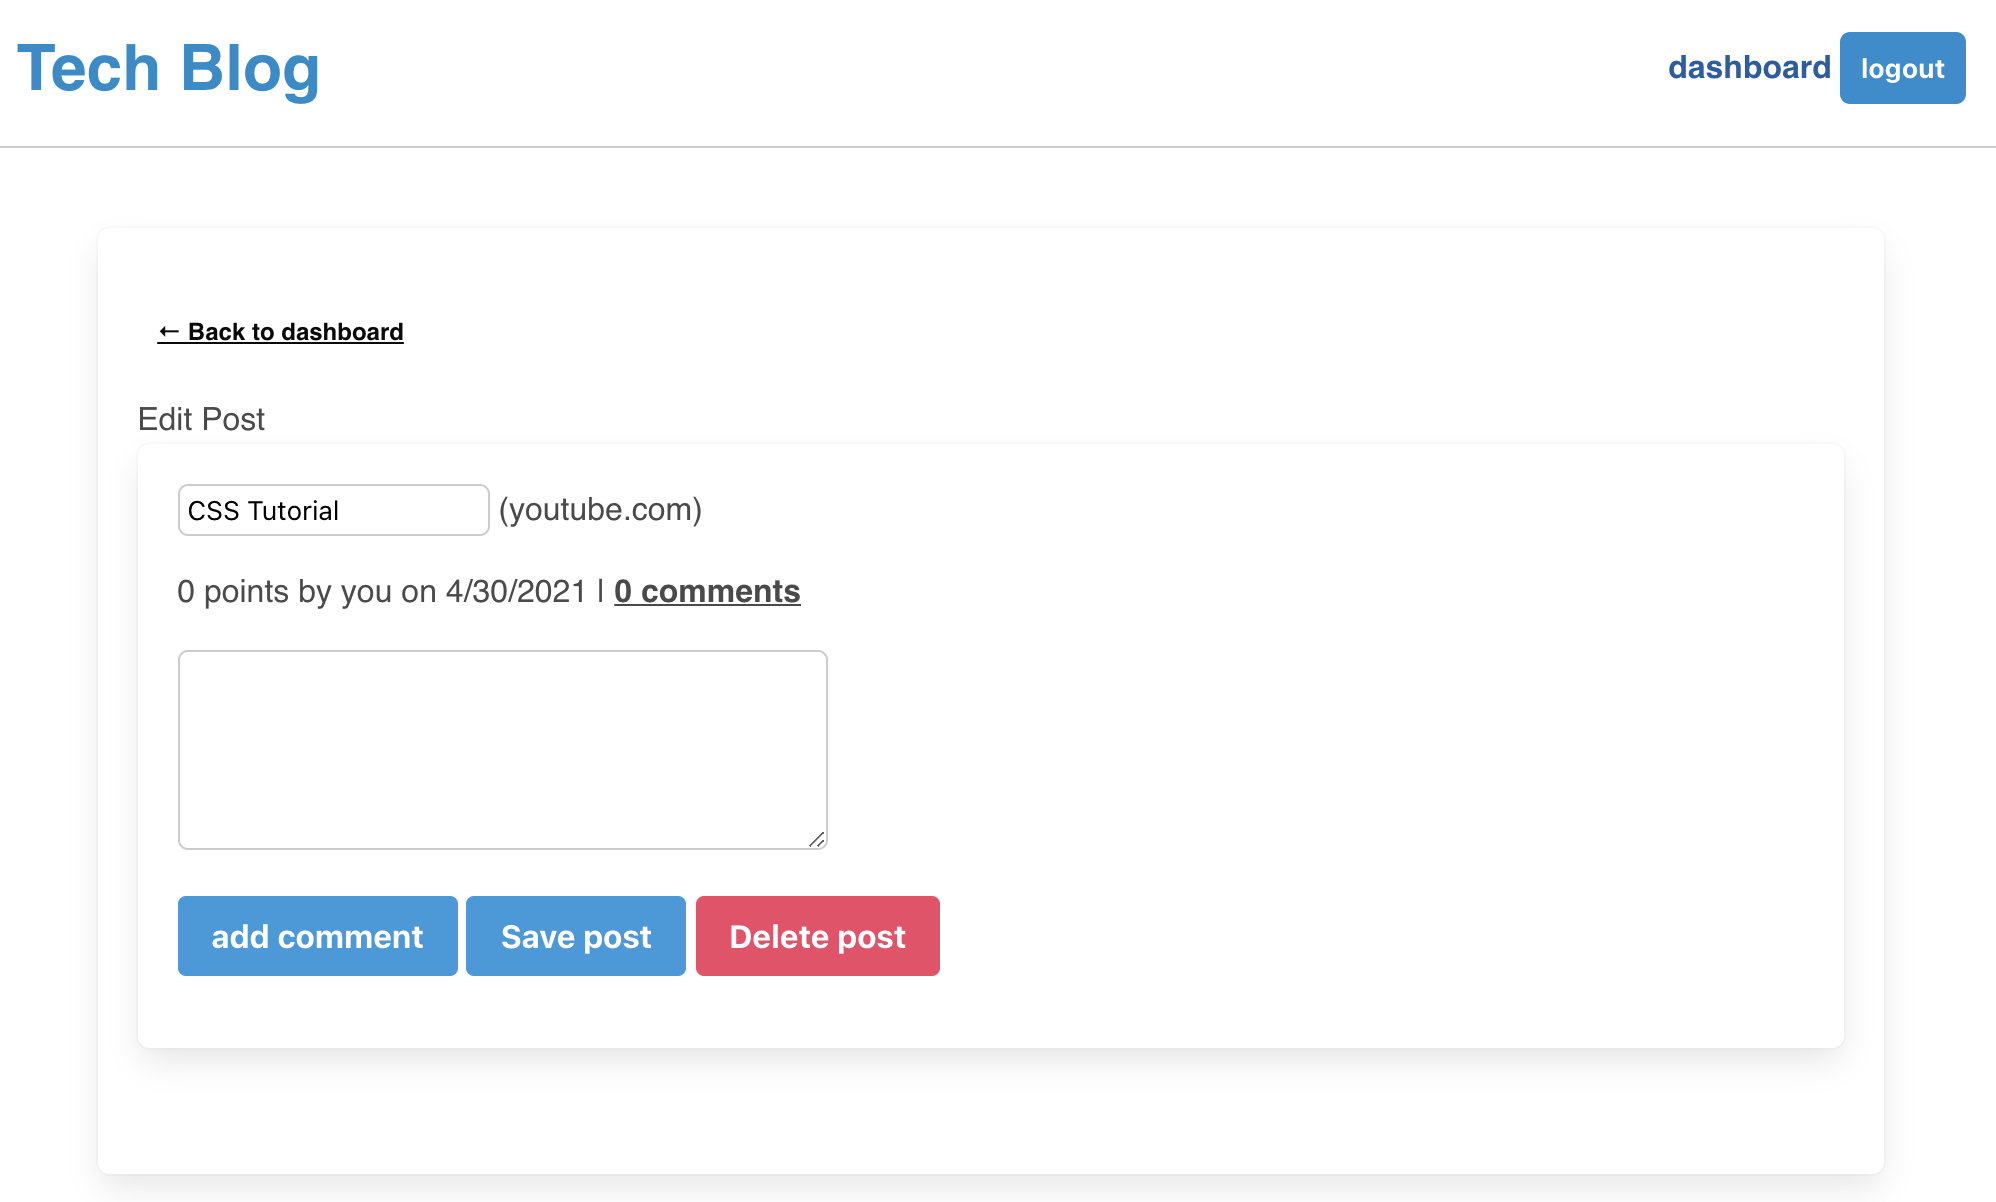 Tech Blog
dashboard logout
← Back to dashboard
Edit Post
CSS Tutorial (youtube.com)
0 points by you on 4/30/2021 | 0 comments
add comment Save post Delete post